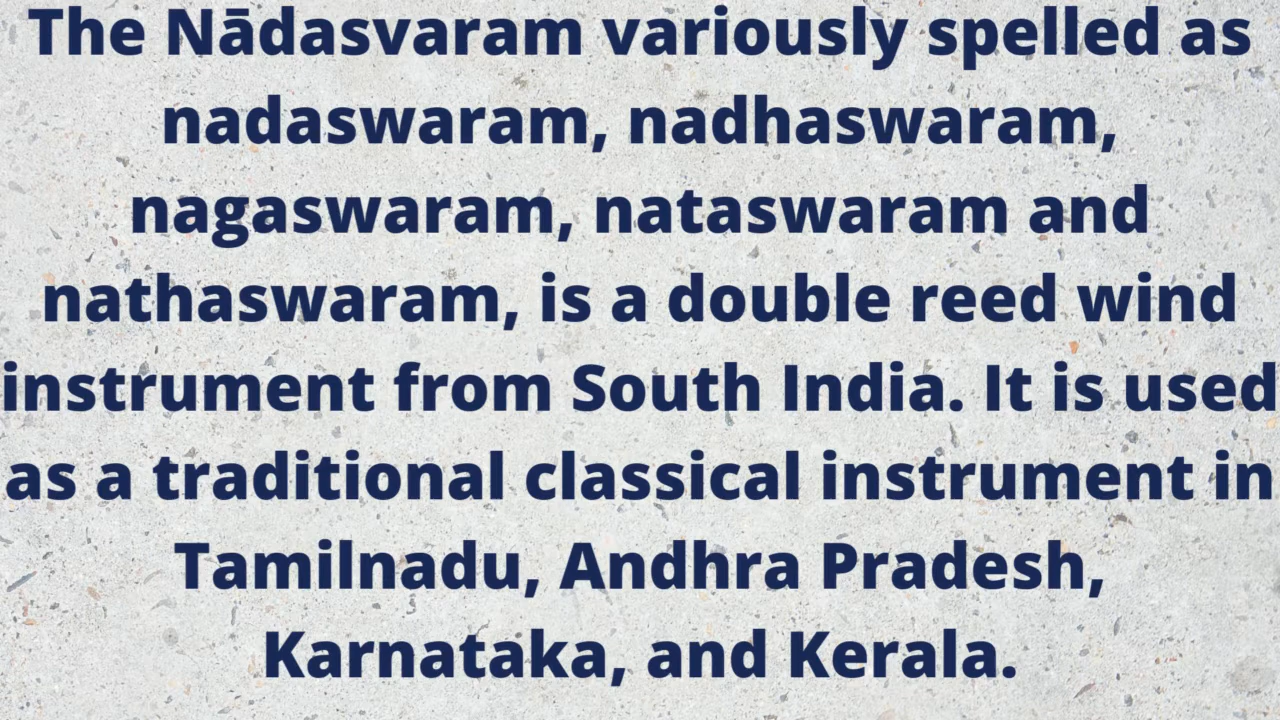 The Nādasvaram variously spelled as
nadaswaram, nadhaswaram,
nagaswaram, nataswaram and
nathaswaram, is a double reed wind
instrument from South India. It is used
as a traditional classical instrument in
Tamilnadu, Andhra Pradesh,
Karnataka, and Kerala.